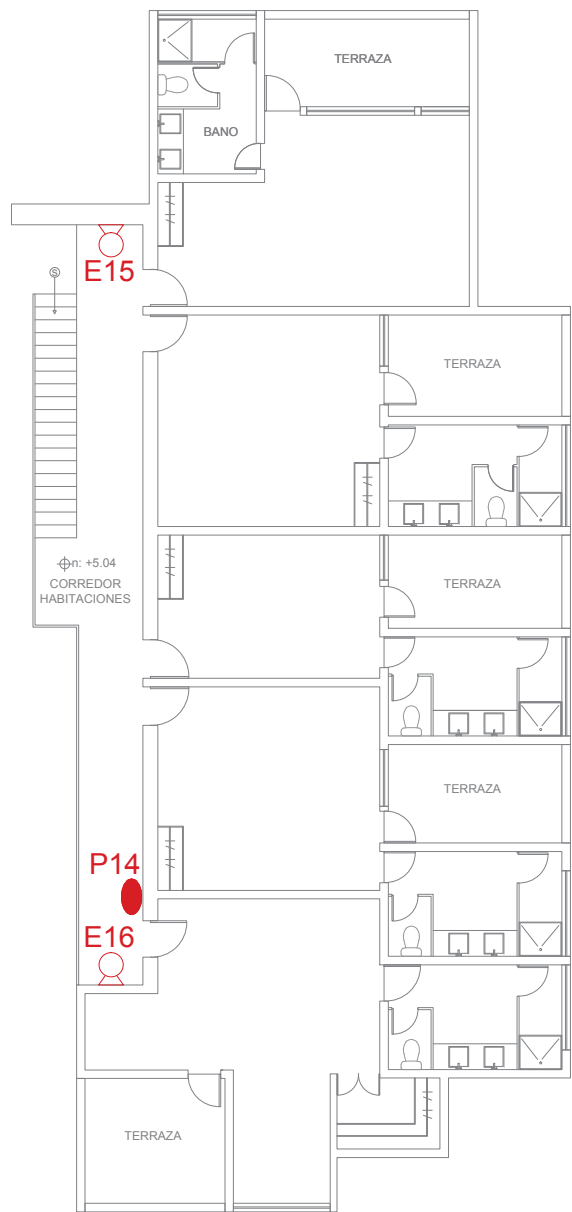 TERRAZA
BANO
E15
S
TERRAZA
n: +5.04
CORREDOR
HABITACIONES
TERRAZA
TERRAZA
P14
E16
TERRAZA